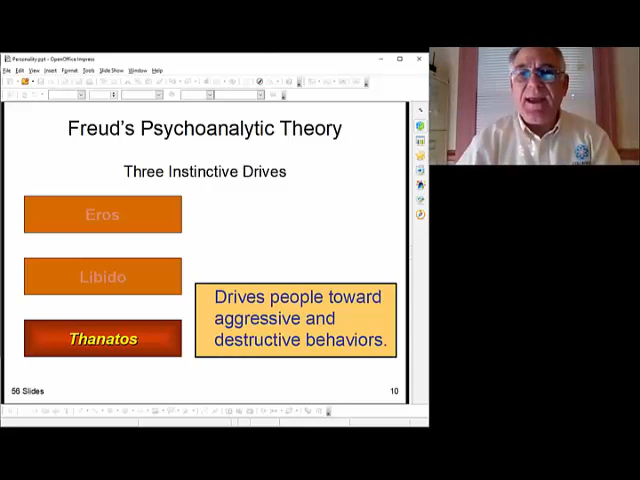 Personality.ppt - OpenOffice Impress
File Edit View Insert Format Tools Slide Show Window Help
Freud's Psychoanalytic Theory
Three Instinctive Drives
Eros
Libido
Thanatos
Drives people toward
aggressive and
destructive behaviors.
56 Slides
10